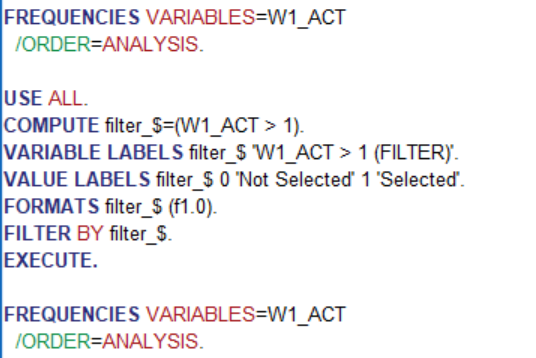 FREQUENCIES VARIABLES=W1_ACT
/ORDER=ANALYSIS.
USE ALL.
COMPUTE filter_$=(W1_ACT > 1).
VARIABLE LABELS filter_$ 'W1_ACT > 1 (FILTER)'.
VALUE LABELS filter_$ 0 'Not Selected' 1 'Selected'.
FORMATS filter_$ (f1.0).
FILTER BY filter_$.
EXECUTE.
FREQUENCIES VARIABLES=W1_ACT
/ORDER=ANALYSIS.